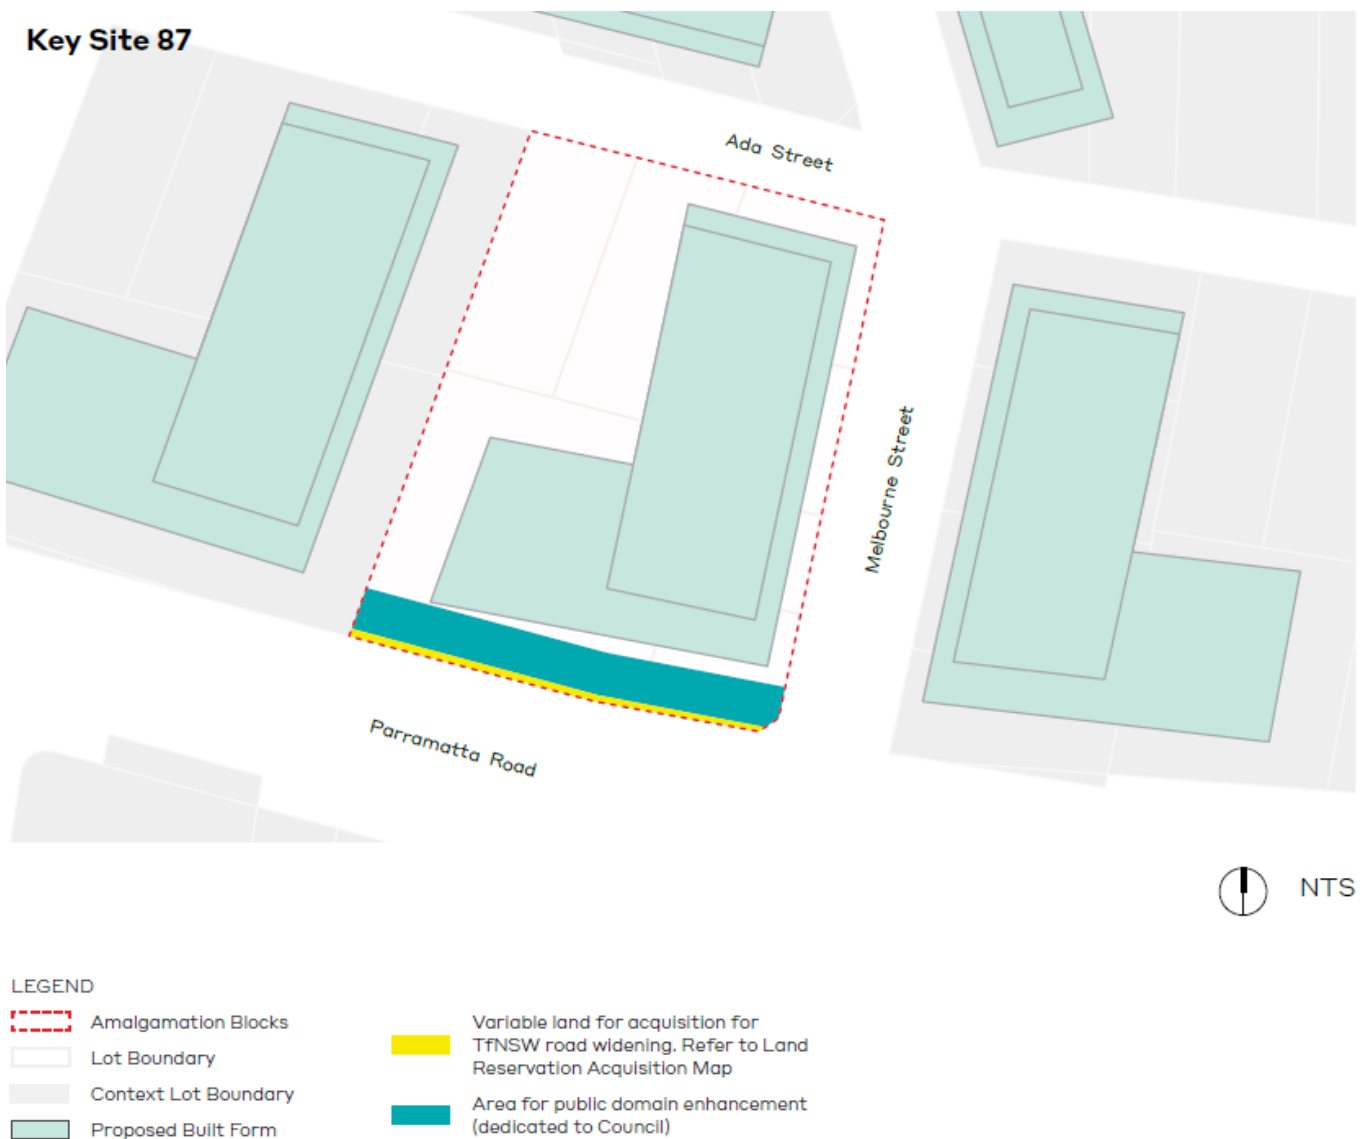 Key Site 87
Ada Street
Melbourne Street
Parramatta Road
NTS
LEGEND
Amalgamation Blocks
Lot Boundary
Context Lot Boundary
Proposed Built Form
Variable land for acquisition for
TfNSW road widening. Refer to Land
Reservation Acquisition Map
Area for public domain enhancement
(dedicated to Council)